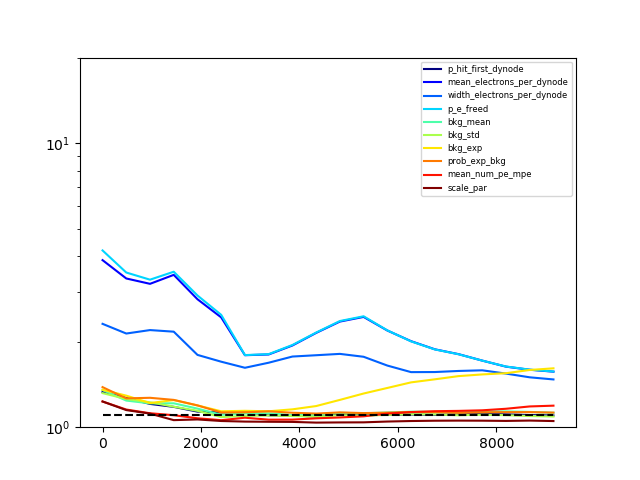 10¹
10⁰
0
2000
4000
6000
8000
p_hit_first_dynode
mean_electrons_per_dynode
width_electrons_per_dynode
p_e_freed
bkg_mean
bkg_std
bkg_exp
prob_exp_bkg
mean_num_pe_mpe
scale_par